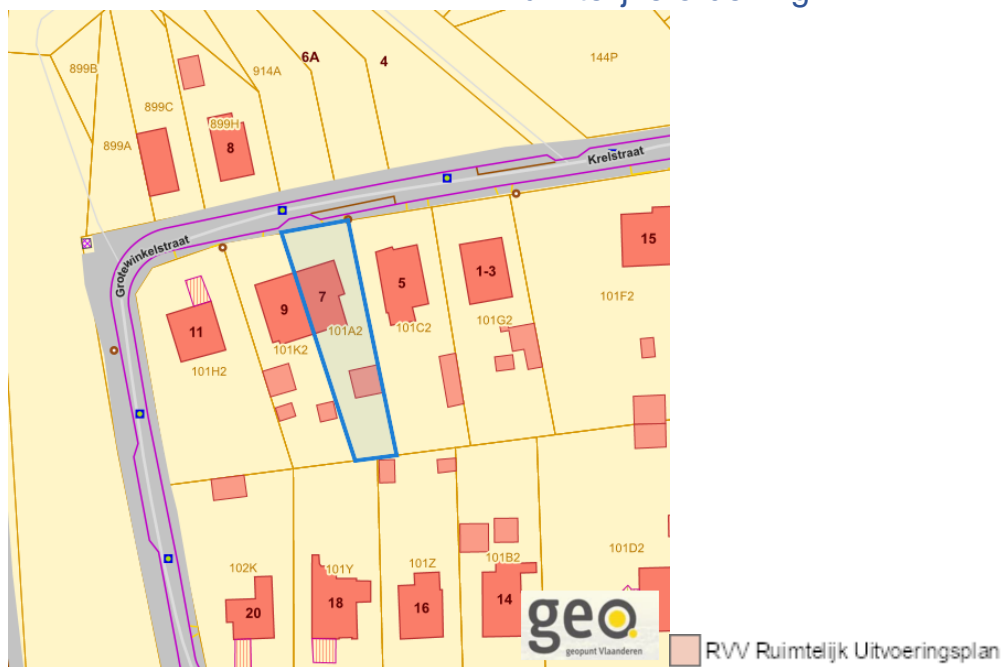 6A
4
144P
899B
914A
899C
899H
8
899A
Krelstraat
Grotewinkelstraat
15
1-3
5
7
9
11
101F2
101G2
101C2
101A2
101K2
101H2
101D2
101B2
101Z
101Y
102K
20
18
16
14
geo.
geopunt Vlaanderen
RVV Ruimtelijk Uitvoeringsplan